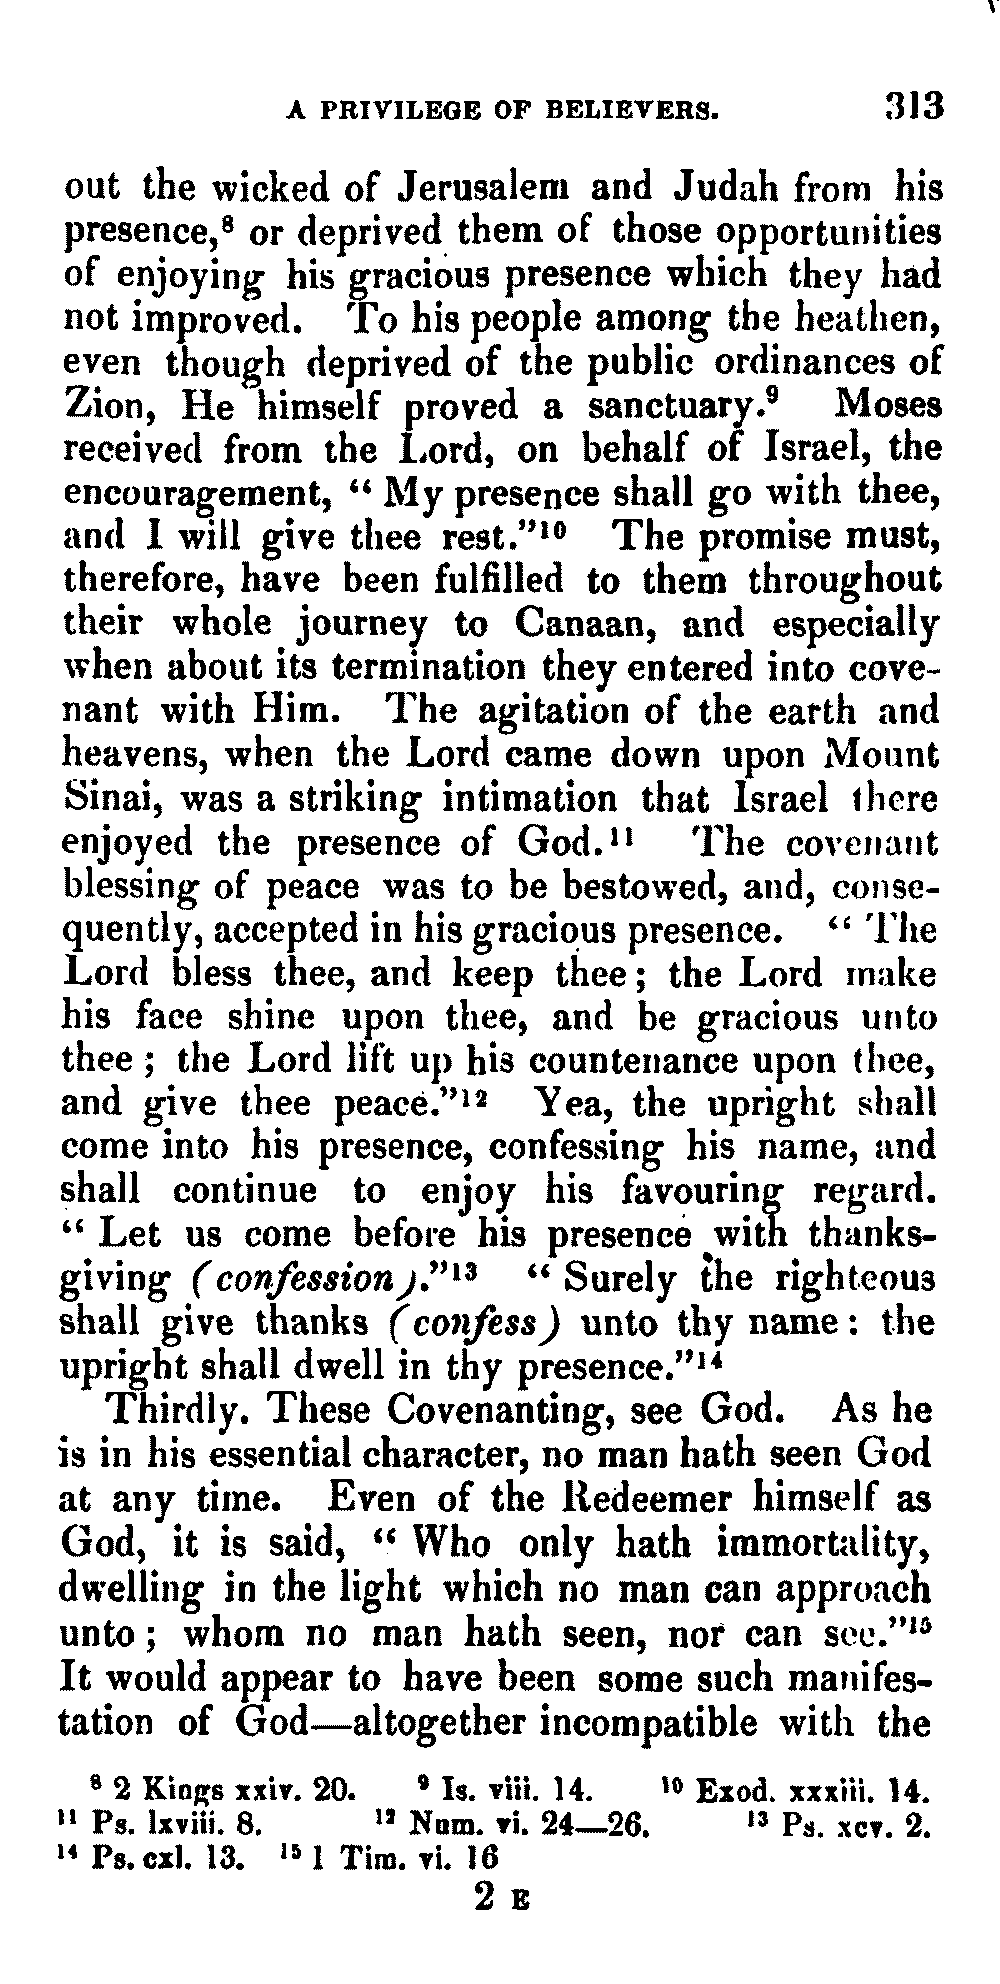 A PRIVILEGE OF BELIEVERS. 313
out the wicked of Jerusalem and Judah from his
presence,⁸ or deprived them of those opportunities
of enjoying his gracious presence which they had
not improved. To his people among the heathen,
even though deprived of the public ordinances of
Zion, He himself proved a sanctuary.⁹ Moses
received from the Lord, on behalf of Israel, the
encouragement, “ My presence shall go with thee,
and I will give thee rest.”¹⁰ The promise must,
therefore, have been fulfilled to them throughout
their whole journey to Canaan, and especially
when about its termination they entered into cove-
nant with Him. The agitation of the earth and
heavens, when the Lord came down upon Mount
Sinai, was a striking intimation that Israel there
enjoyed the presence of God.¹¹ The covenant
blessing of peace was to be bestowed, and, conse-
quently, accepted in his gracious presence. “ The
Lord bless thee, and keep thee ; the Lord make
his face shine upon thee, and be gracious unto
thee ; the Lord lift up his countenance upon thee,
and give thee peace.”¹² Yea, the upright shall
come into his presence, confessing his name, and
shall continue to enjoy his favouring regard.
“ Let us come before his presence with thanks-
giving (confession).”¹³ “ Surely the righteous
shall give thanks (confess) unto thy name : the
upright shall dwell in thy presence.”¹⁴
Thirdly. These Covenanting, see God. As he
is in his essential character, no man hath seen God
at any time. Even of the Redeemer himself as
God, it is said, “ Who only hath immortality,
dwelling in the light which no man can approach
unto ; whom no man hath seen, nor can see.”¹⁵
It would appear to have been some such manifes-
tation of God—altogether incompatible with the
⁸ 2 Kings xxiv. 20. ⁹ Is. viii. 14. ¹⁰ Exod. xxxiii. 14.
¹¹ Ps. lxviii. 8. ¹² Num. vi. 24—26. ¹³ Ps. xcv. 2.
¹⁴ Ps. cxl. 13. ¹⁵ 1 Tim. vi. 16
2 E